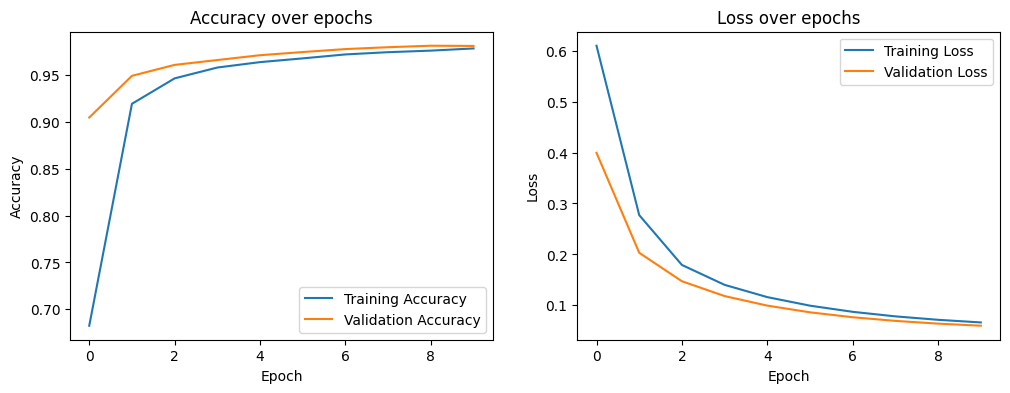 Accuracy over epochs
0.95
0.90
0.85
0.80
0.75
0.70
Accuracy
Training Accuracy
Validation Accuracy
0 2 4 6 8
Epoch
Loss over epochs
0.6
0.5
0.4
0.3
0.2
0.1
Loss
Training Loss
Validation Loss
0 2 4 6 8
Epoch